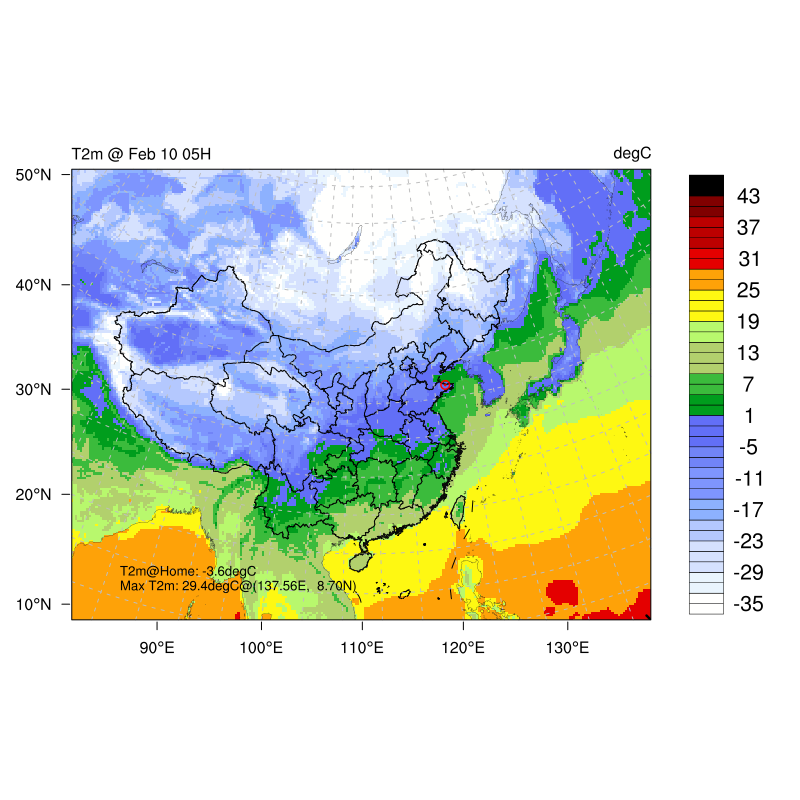 T2m @ Feb 10 05H degC
50°N
40°N
30°N
20°N
10°N
T2m@Home: -3.6degC
Max T2m: 29.4degC@(137.56E, 8.70N)
90°E 100°E 110°E 120°E 130°E
43
37
31
25
19
13
7
1
-5
-11
-17
-23
-29
-35